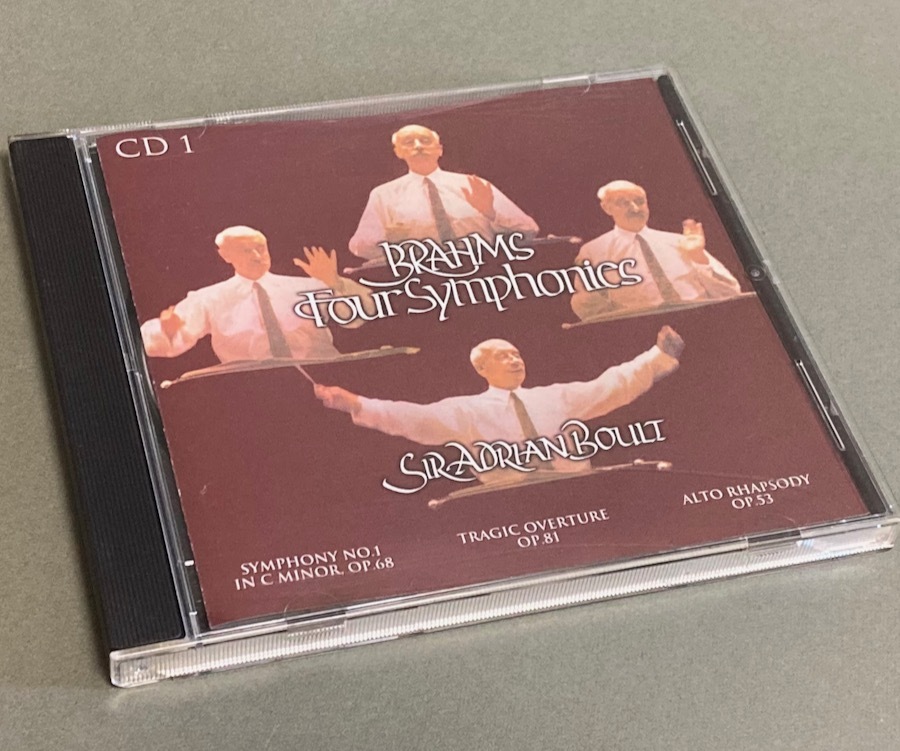 CD 1
BRAHMS
Four Symphonies
SIR ADRIAN BOULT
SYMPHONY NO.1
IN C MINOR, OP.68
TRAGIC OVERTURE
OP.81
ALTO RHAPSODY
OP.53